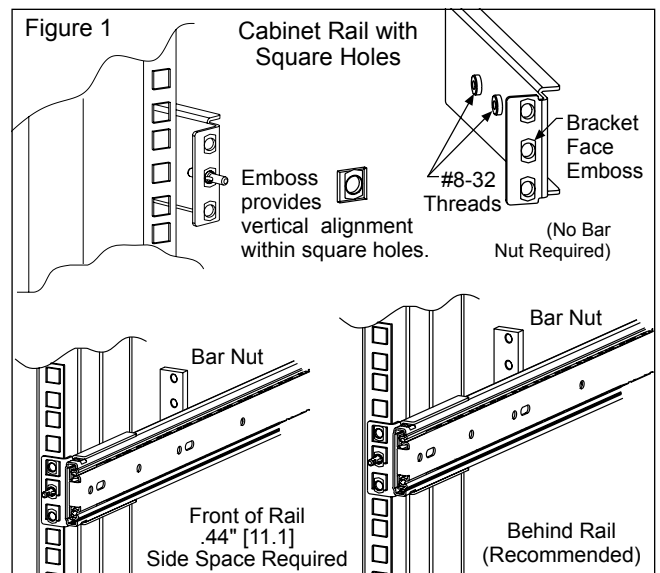 Figure 1
Cabinet Rail with
Square Holes
Emboss
provides
vertical alignment
within square holes.
#8-32
Threads
Bracket
Face
Emboss
(No Bar
Nut Required)
Bar Nut
Front of Rail
.44" [11.1]
Side Space Required
Bar Nut
Behind Rail
(Recommended)